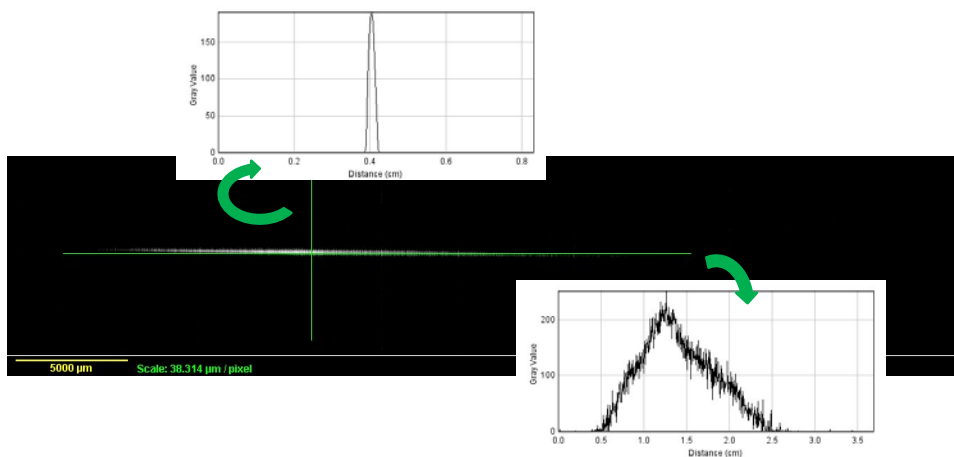 150
100
50
0
Gray Value
0.0 0.2 0.4 0.6 0.8
Distance (cm)
5000 µm
Scale: 38.314 µm / pixel
200
100
0
Gray Value
0.0 0.5 1.0 1.5 2.0 2.5 3.0 3.5
Distance (cm)